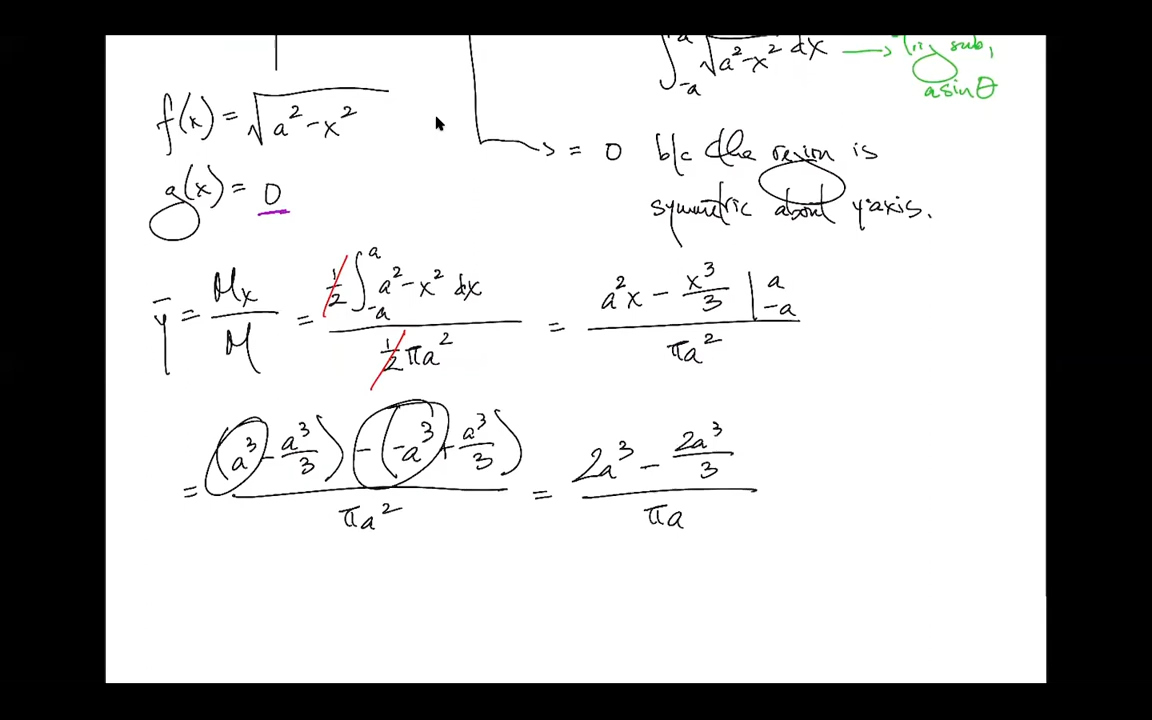 ∫_{-a}^{a} √(a²-x²) dx → trig sub,
a sin θ
f(x) = √(a²-x²)
= 0 b/c the region is
g(x) = 0
symmetric about y-axis.
ȳ = M_x / M = (½ ∫_{-a}^{a} a²-x² dx) / (½ πa²) = (a²x - x³/3 |_{-a}^{a}) / (πa²)
= ((a³ - a³/3) - (-a³ + a³/3)) / (πa²) = (2a³ - 2a³/3) / (πa)